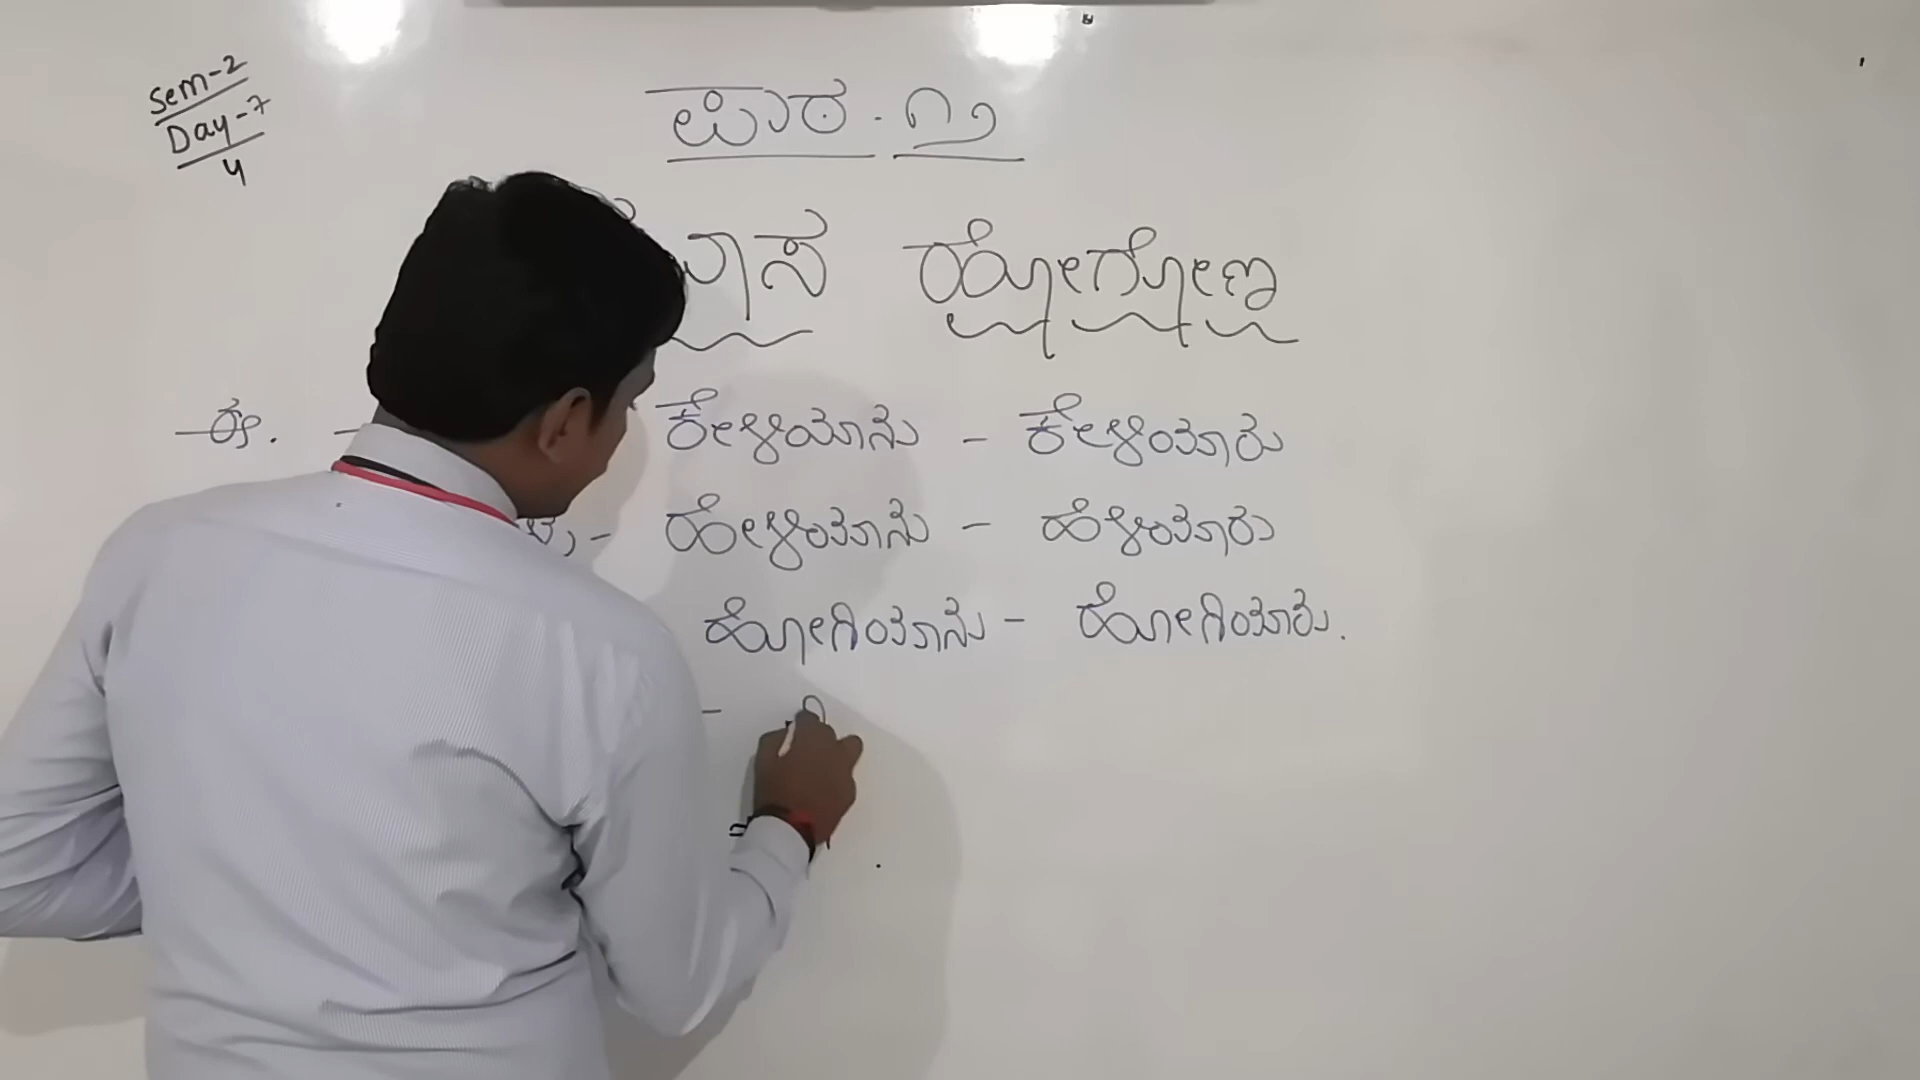 Sem-2
Day-7
4
ಪಾಠ - ೧೨
ಹೋಗೋಣ
ಕೇಳಿಯಾನು - ಕೇಳಿಯಾರು
- ಹೇಳಿಯಾನು - ಹೆಳಿಯಾರು
ಹೋಗಿಯಾನು - ಹೋಗಿಯಾರು.
-